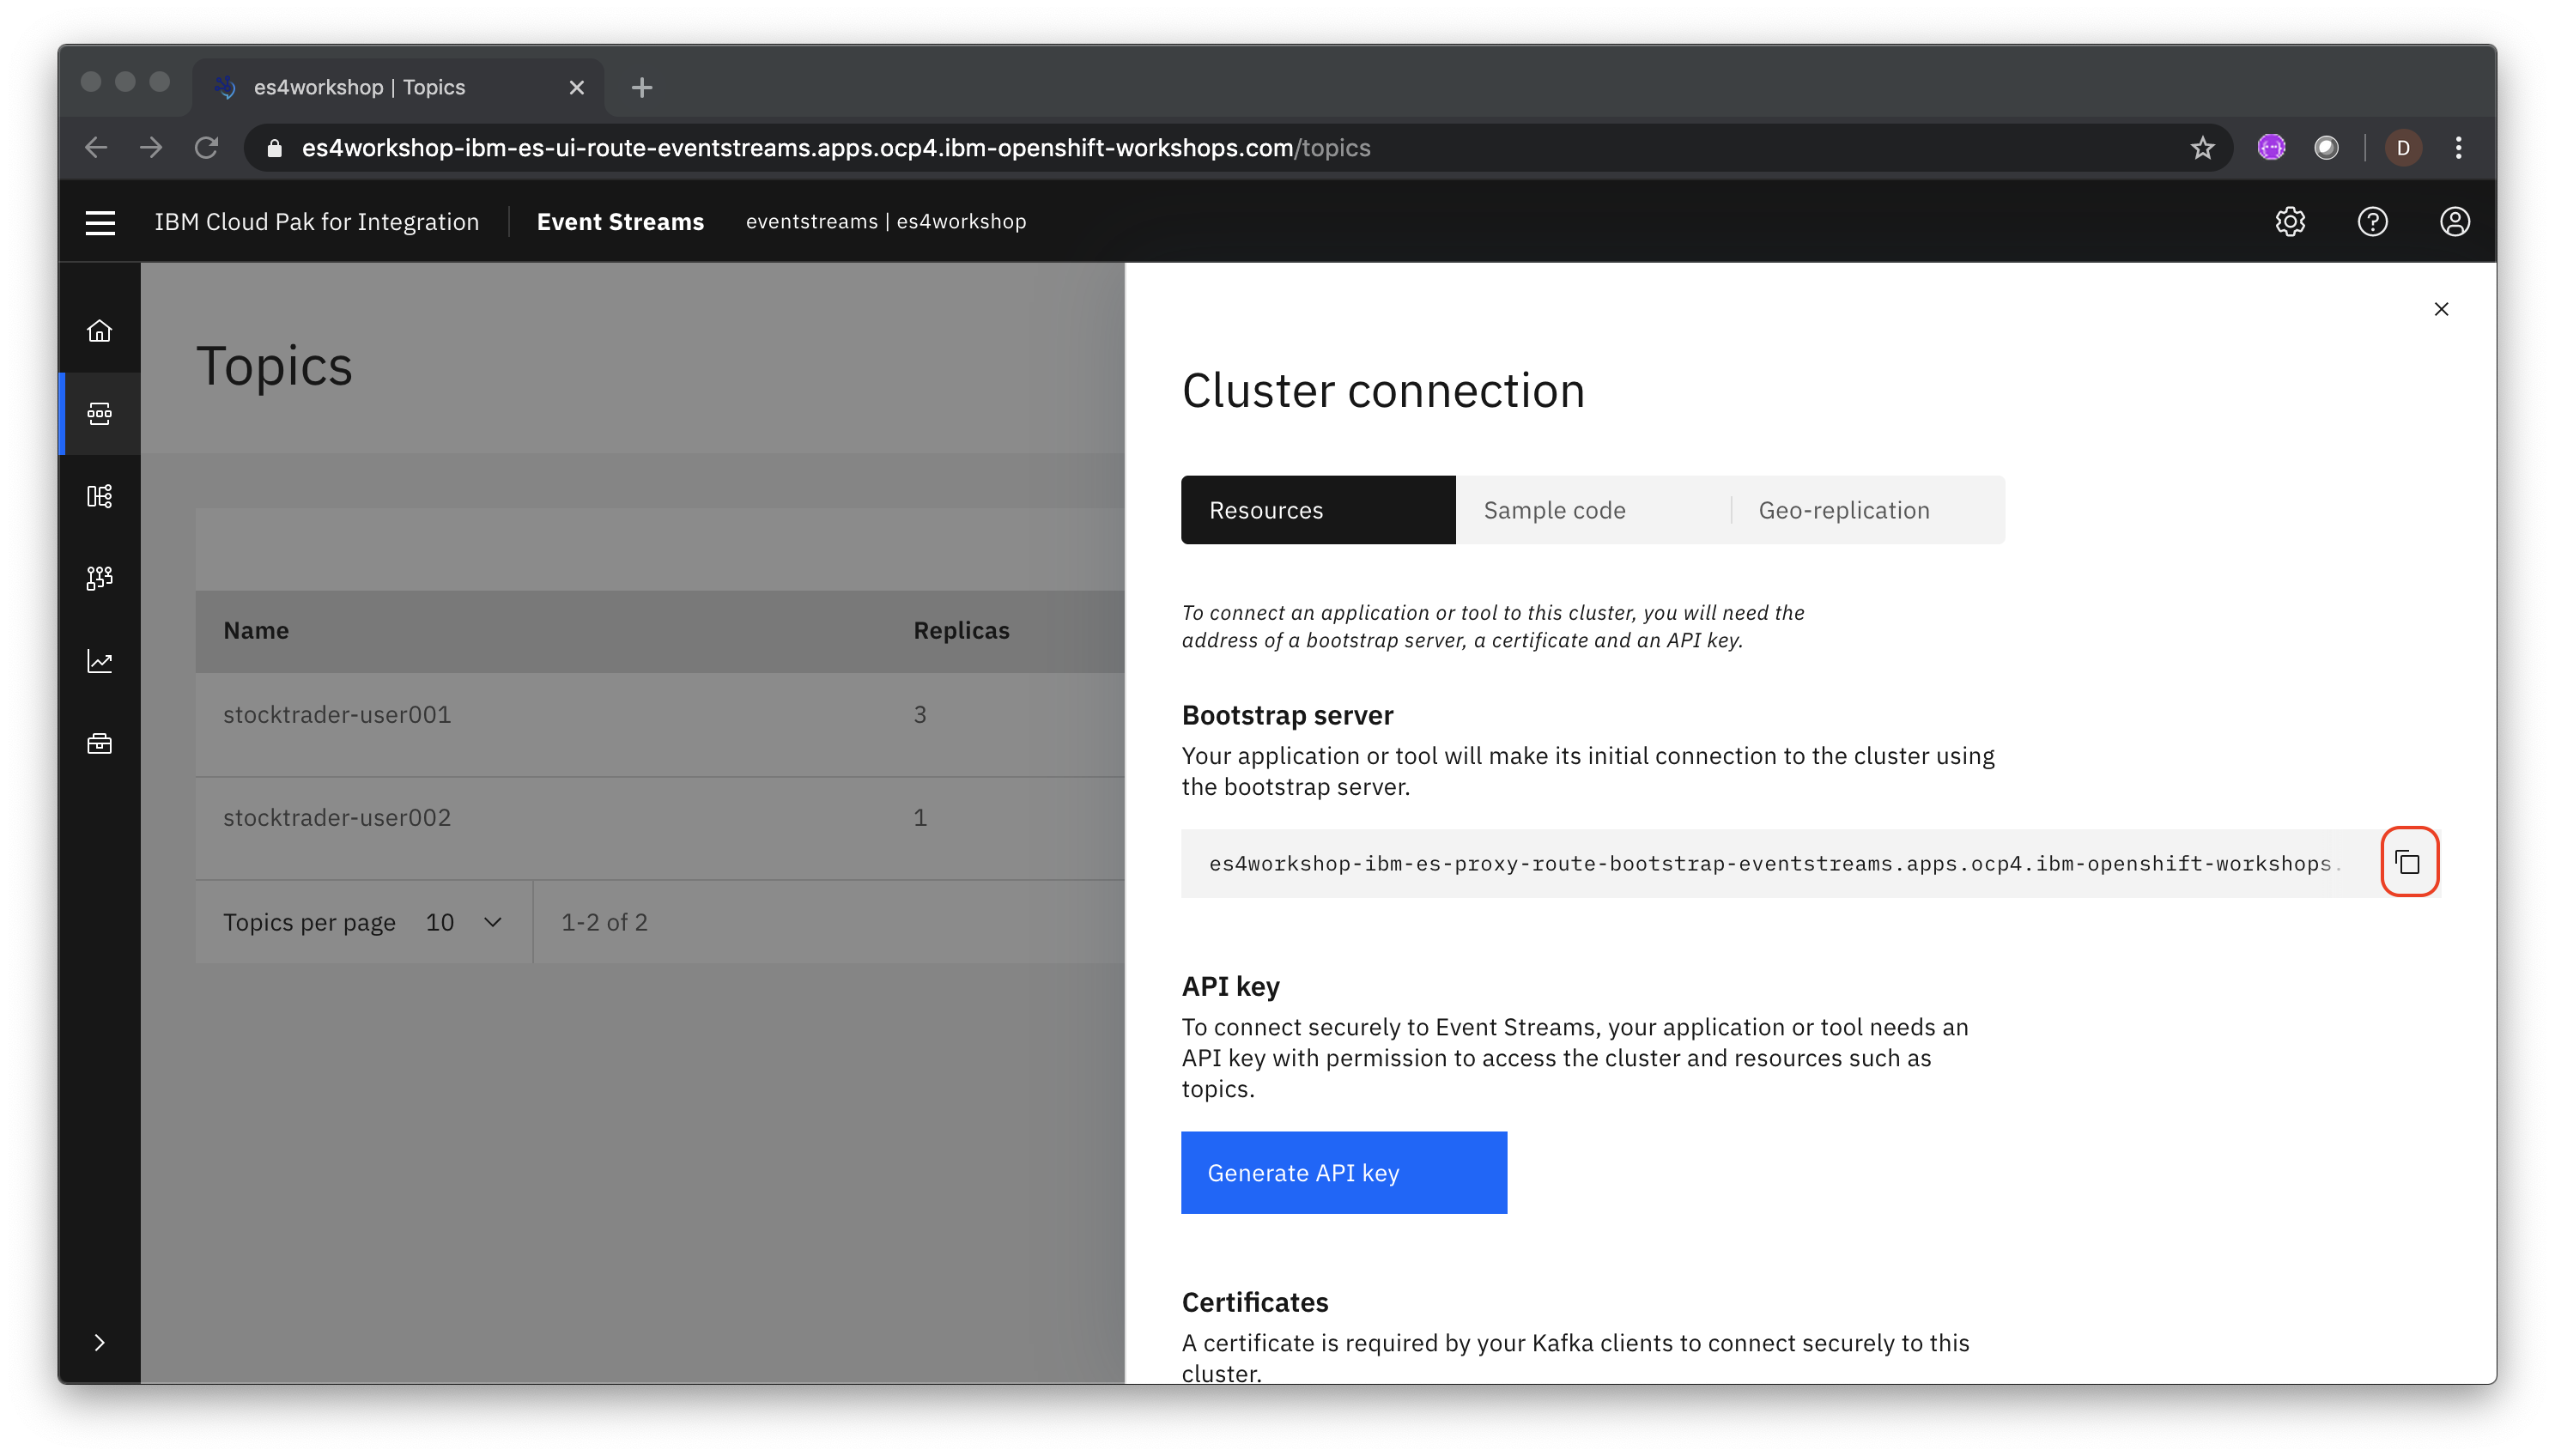 es4workshop | Topics
es4workshop-ibm-es-ui-route-eventstreams.apps.ocp4.ibm-openshift-workshops.com/topics
D
IBM Cloud Pak for Integration
Event Streams
eventstreams | es4workshop
Topics
Name
Replicas
stocktrader-user001
3
stocktrader-user002
1
Topics per page 10
1-2 of 2
Cluster connection
Resources
Sample code
Geo-replication
To connect an application or tool to this cluster, you will need the
address of a bootstrap server, a certificate and an API key.
Bootstrap server
Your application or tool will make its initial connection to the cluster using
the bootstrap server.
es4workshop-ibm-es-proxy-route-bootstrap-eventstreams.apps.ocp4.ibm-openshift-workshops.
API key
To connect securely to Event Streams, your application or tool needs an
API key with permission to access the cluster and resources such as
topics.
Generate API key
Certificates
A certificate is required by your Kafka clients to connect securely to this
cluster.